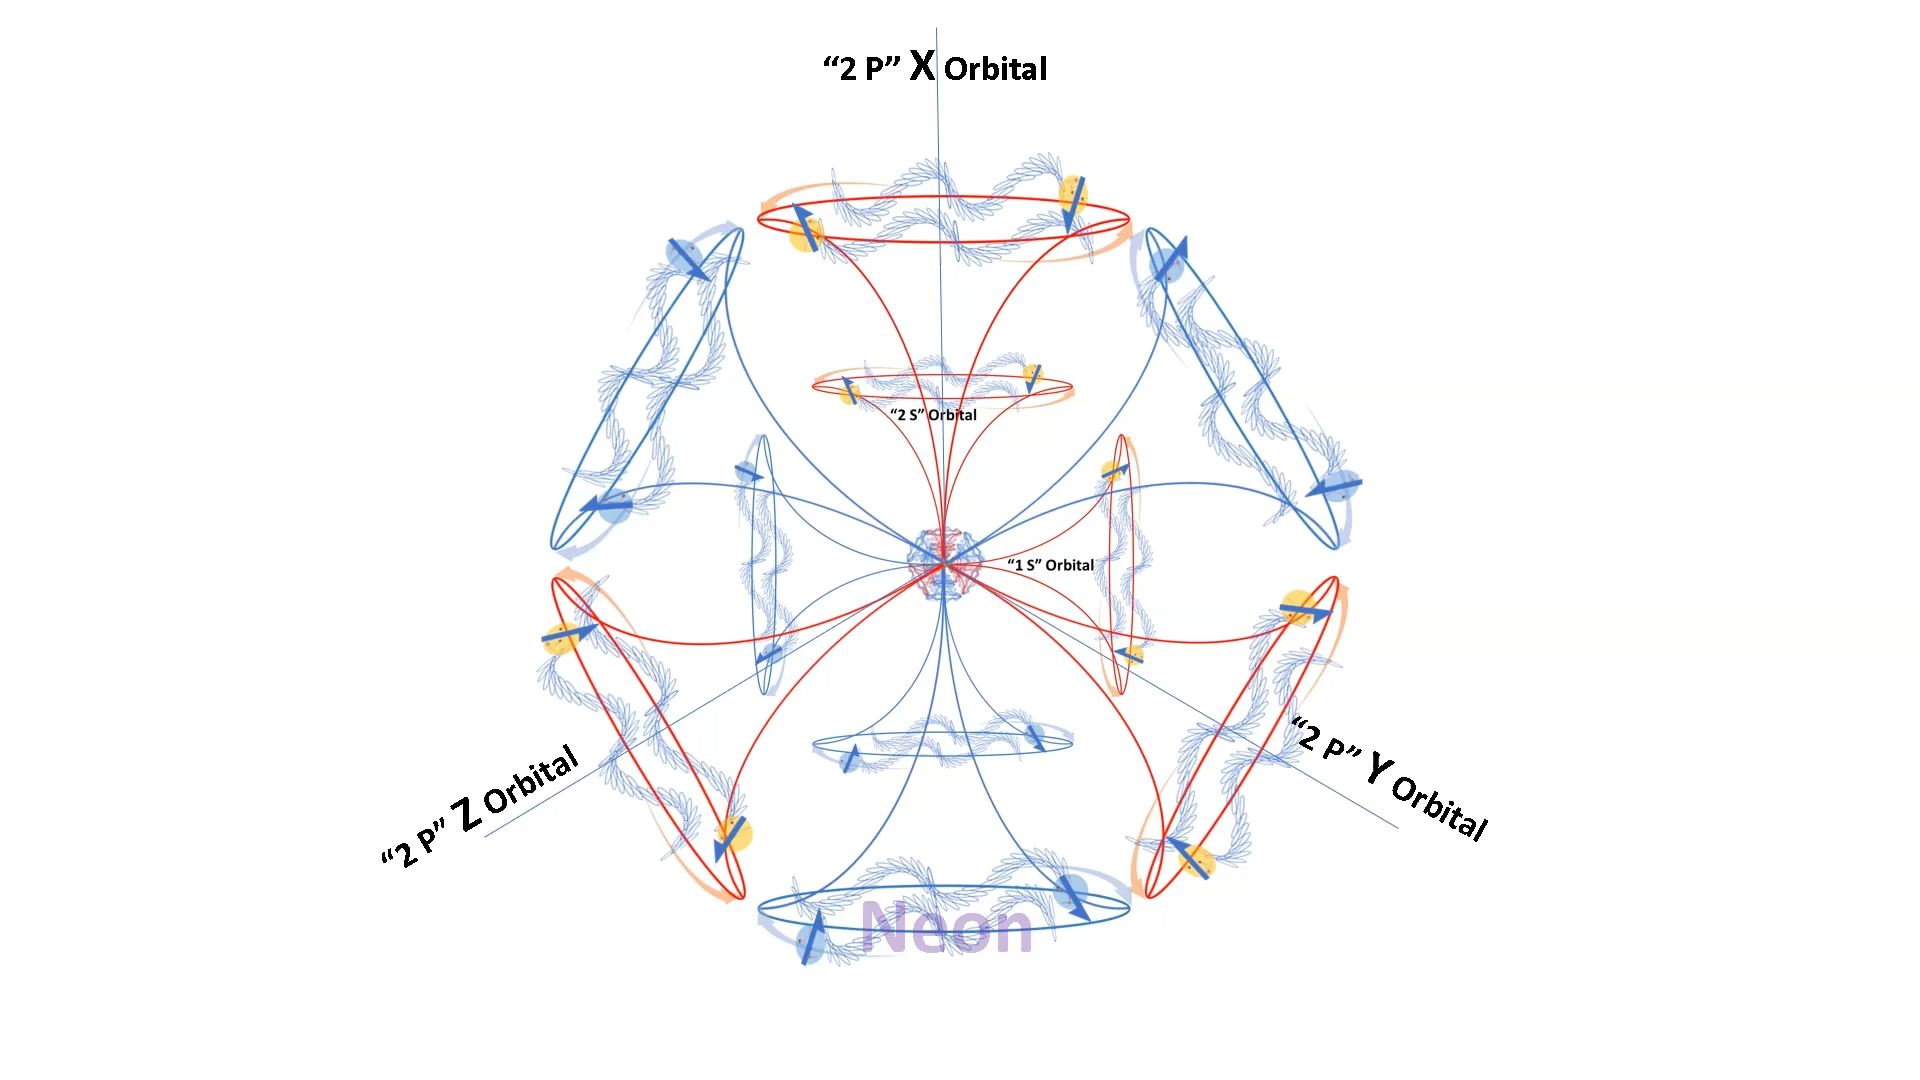 “2 P” X Orbital
“2 S” Orbital
“1 S” Orbital
“2 P” Z Orbital
“2 P” Y Orbital
Neon